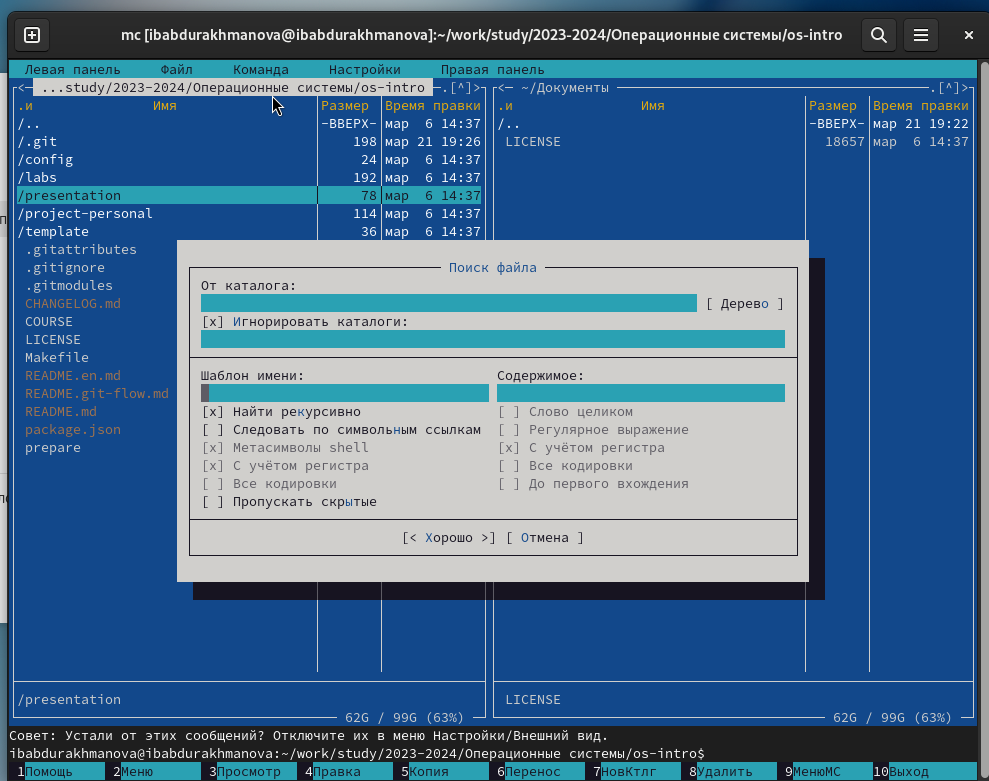 mc [ibabdurakhmanova@ibabdurakhmanova]:~/work/study/2023-2024/Операционные системы/os-intro
Левая панель Файл Команда Настройки Правая панель
<─ ...study/2023-2024/Операционные системы/os-intro ─.[^]>
.и Имя Размер Время правки
/.. -ВВЕРХ- мар 6 14:37
/.git 198 мар 21 19:26
/config 24 мар 6 14:37
/labs 192 мар 6 14:37
/presentation 78 мар 6 14:37
/project-personal 114 мар 6 14:37
/template 36 мар 6 14:37
.gitattributes
.gitignore
.gitmodules
CHANGELOG.md
COURSE
LICENSE
Makefile
README.en.md
README.git-flow.md
README.md
package.json
prepare
/presentation
62G / 99G (63%)
<─ ~/Документы ─.[^]>
.и Имя Размер Время правки
/.. -ВВЕРХ- мар 21 19:22
LICENSE 18657 мар 6 14:37
LICENSE
62G / 99G (63%)
Поиск файла
От каталога:
[ Дерево ]
[x] Игнорировать каталоги:
Шаблон имени: Содержимое:
[x] Найти рекурсивно [ ] Слово целиком
[ ] Следовать по символьным ссылкам [ ] Регулярное выражение
[x] Метасимволы shell [x] С учётом регистра
[x] С учётом регистра [ ] Все кодировки
[ ] Все кодировки [ ] До первого вхождения
[ ] Пропускать скрытые
[< Хорошо >] [ Отмена ]
Совет: Устали от этих сообщений? Отключите их в меню Настройки/Внешний вид.
ibabdurakhmanova@ibabdurakhmanova:~/work/study/2023-2024/Операционные системы/os-intro$
1Помощь 2Меню 3Просмотр 4Правка 5Копия 6Перенос 7НовКтлг 8Удалить 9МенюМС 10Выход